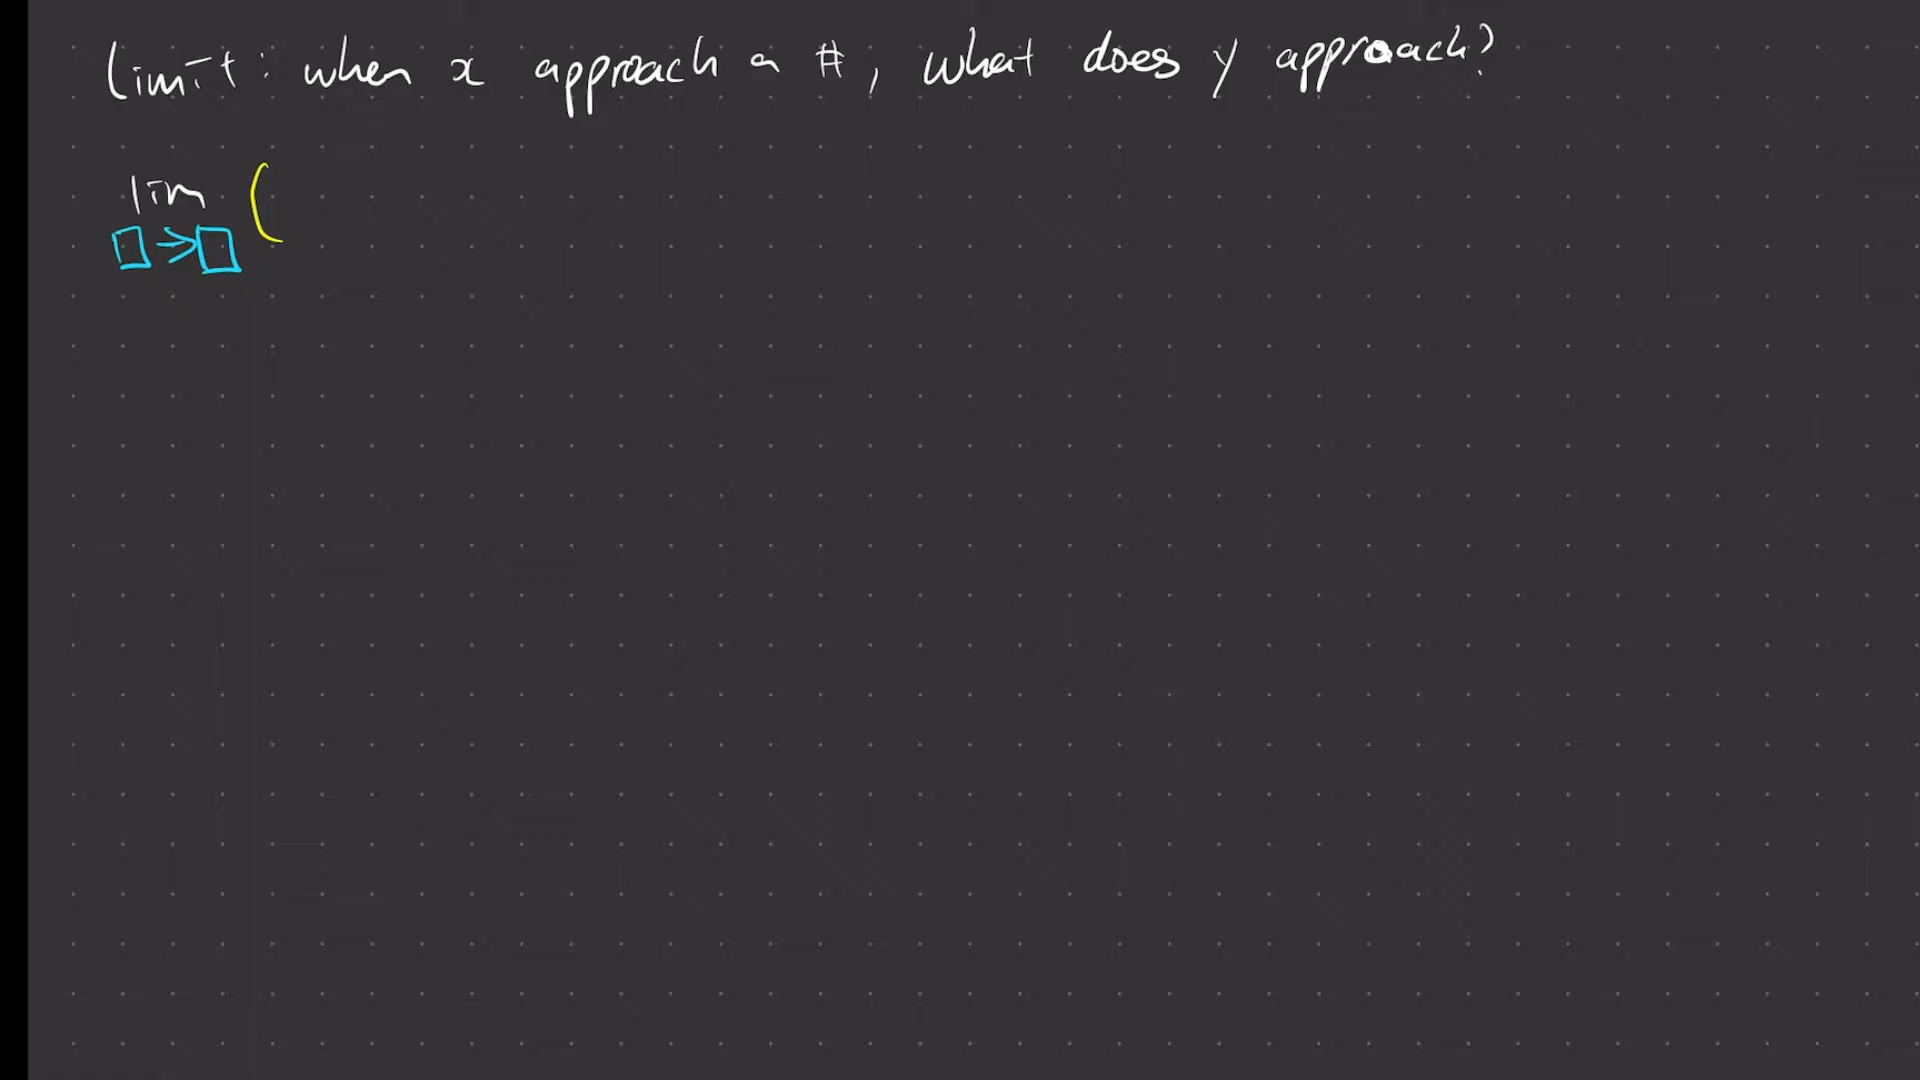 Limit: when x approach a #, what does y approach?
lim (
□→□